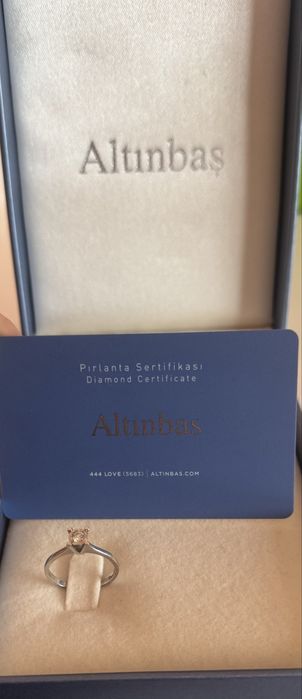 Altınbaş
Pırlanta Sertifikası
Diamond Certificate
Altınbaş
444 LOVE (5683) | ALTINBAS.COM